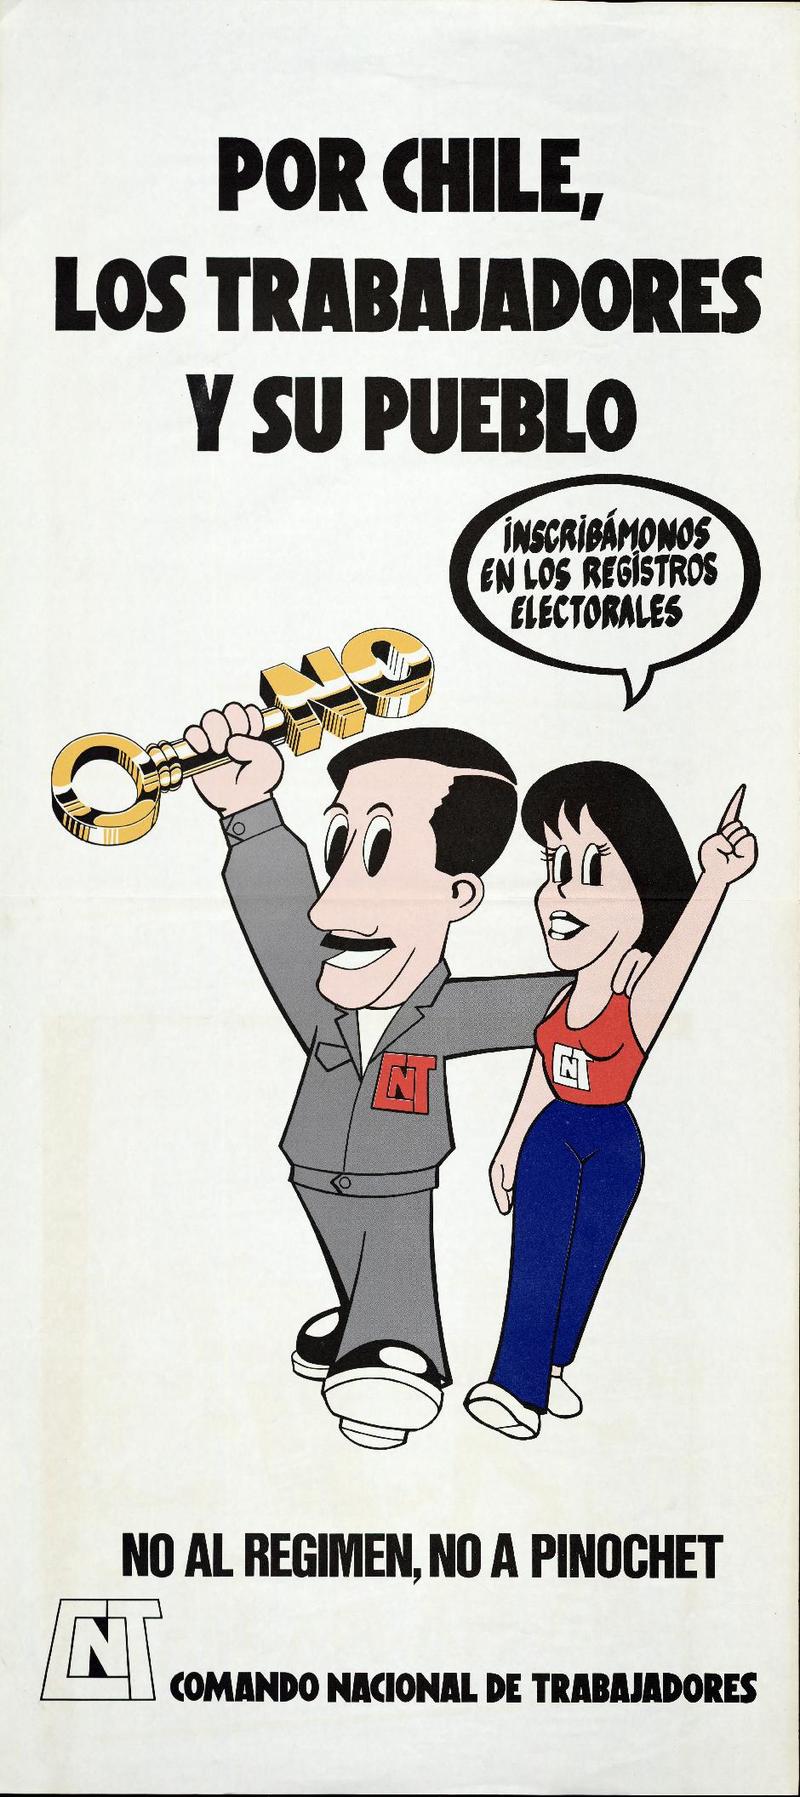 POR CHILE,
LOS TRABAJADORES
Y SU PUEBLO
INSCRIBÁMONOS
EN LOS REGISTROS
ELECTORALES
NO
CNT
CNT
NO AL REGIMEN, NO A PINOCHET
CNT
COMANDO NACIONAL DE TRABAJADORES